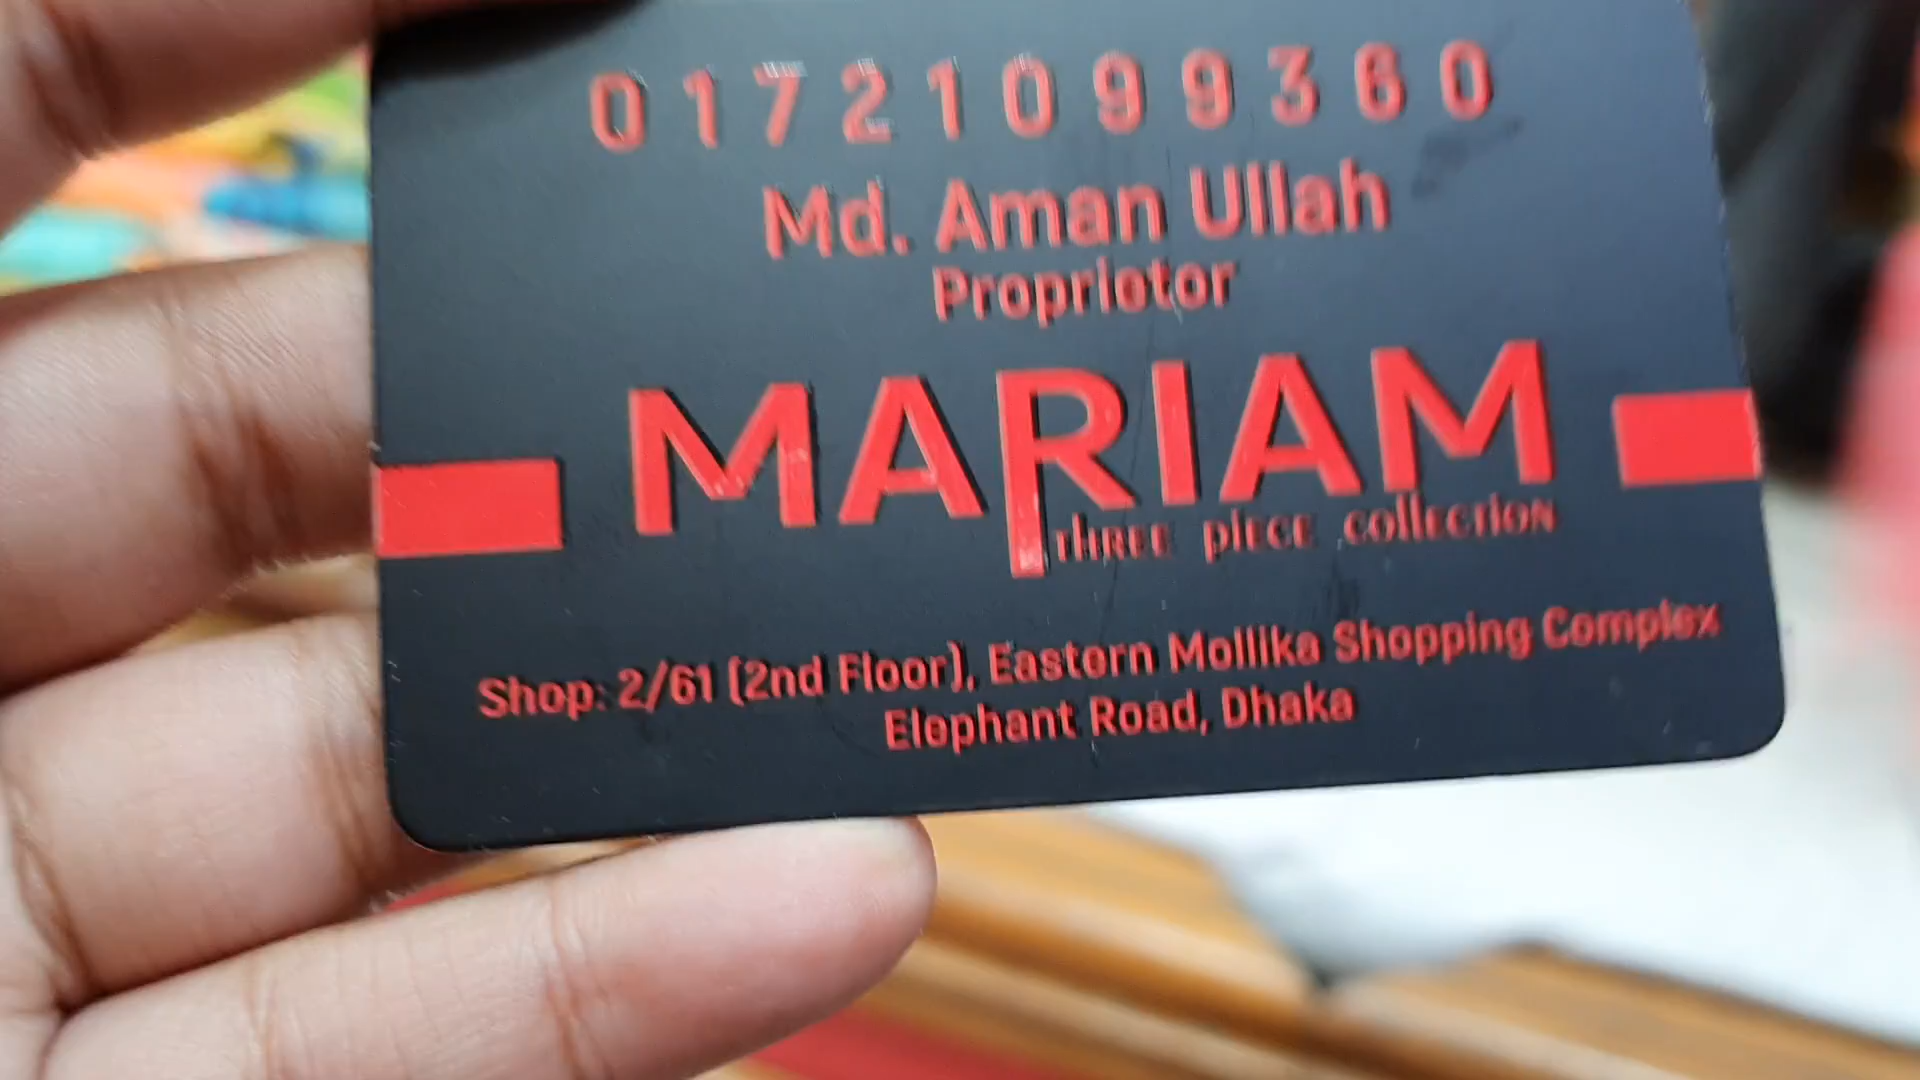 01721099360
Md. Aman Ullah
Proprietor
MARIAM
THREE PIECE COLLECTION
Shop: 2/61 (2nd Floor), Eastern Mollika Shopping Complex
Elephant Road, Dhaka